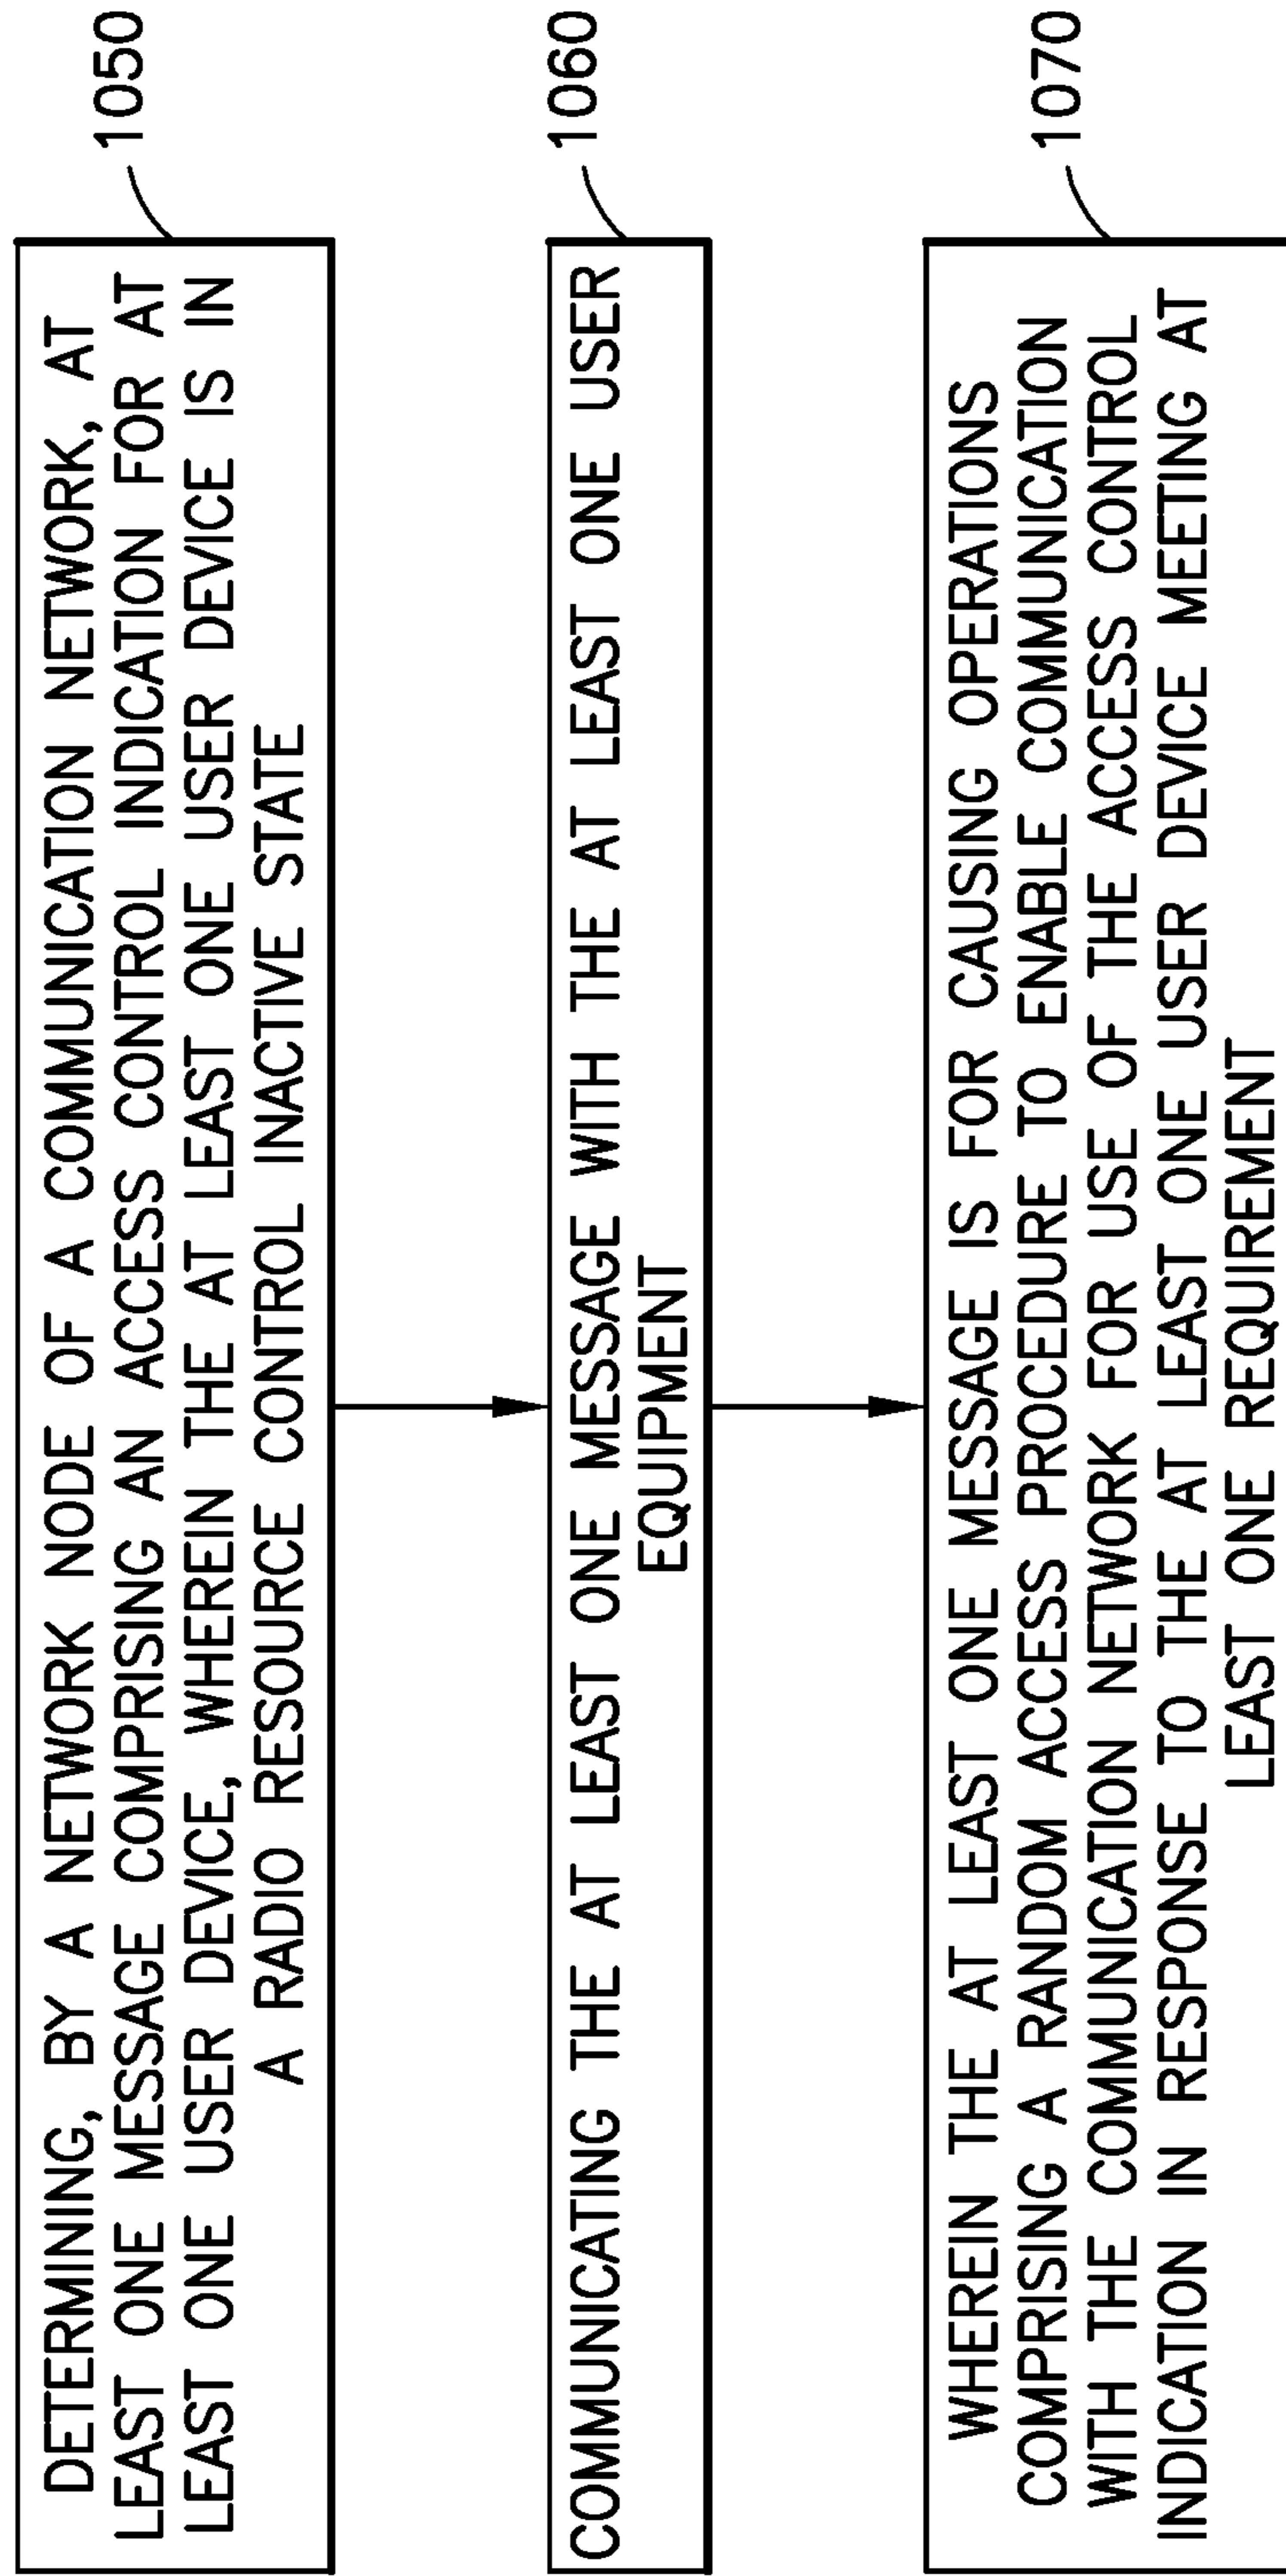 DETERMINING, BY A NETWORK NODE OF A COMMUNICATION NETWORK, AT
LEAST ONE MESSAGE COMPRISING AN ACCESS CONTROL INDICATION FOR AT
LEAST ONE USER DEVICE, WHEREIN THE AT LEAST ONE USER DEVICE IS IN
A RADIO RESOURCE CONTROL INACTIVE STATE
1050
COMMUNICATING THE AT LEAST ONE MESSAGE WITH THE AT LEAST ONE USER
EQUIPMENT
1060
WHEREIN THE AT LEAST ONE MESSAGE IS FOR CAUSING OPERATIONS
COMPRISING A RANDOM ACCESS PROCEDURE TO ENABLE COMMUNICATION
WITH THE COMMUNICATION NETWORK FOR USE OF THE ACCESS CONTROL
INDICATION IN RESPONSE TO THE AT LEAST ONE USER DEVICE MEETING AT
LEAST ONE REQUIREMENT
1070